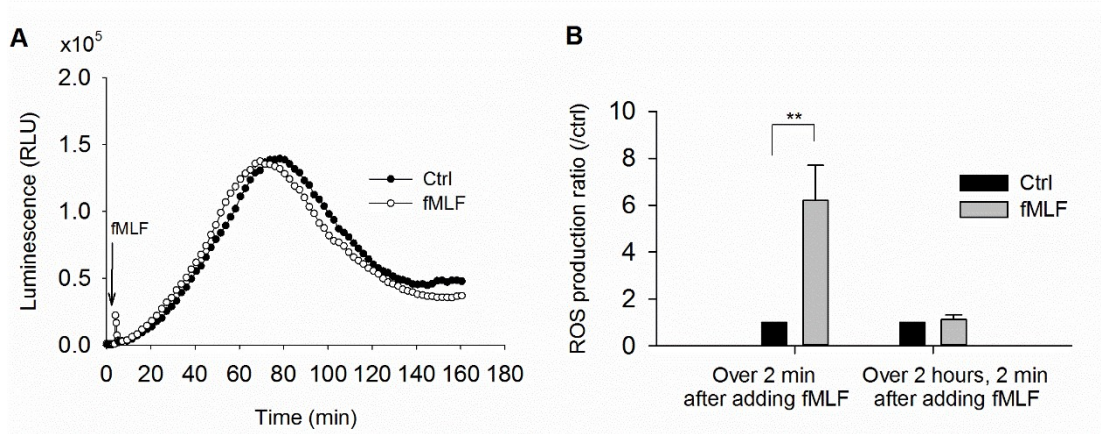 A
x10⁵
2.0
1.5
1.0
0.5
0.0
Luminescence (RLU)
fMLF
Ctrl
fMLF
0 20 40 60 80 100 120 140 160 180
Time (min)
B
10
8
6
4
2
0
ROS production ratio (/ctrl)
**
Ctrl
fMLF
Over 2 min
after adding fMLF
Over 2 hours, 2 min
after adding fMLF